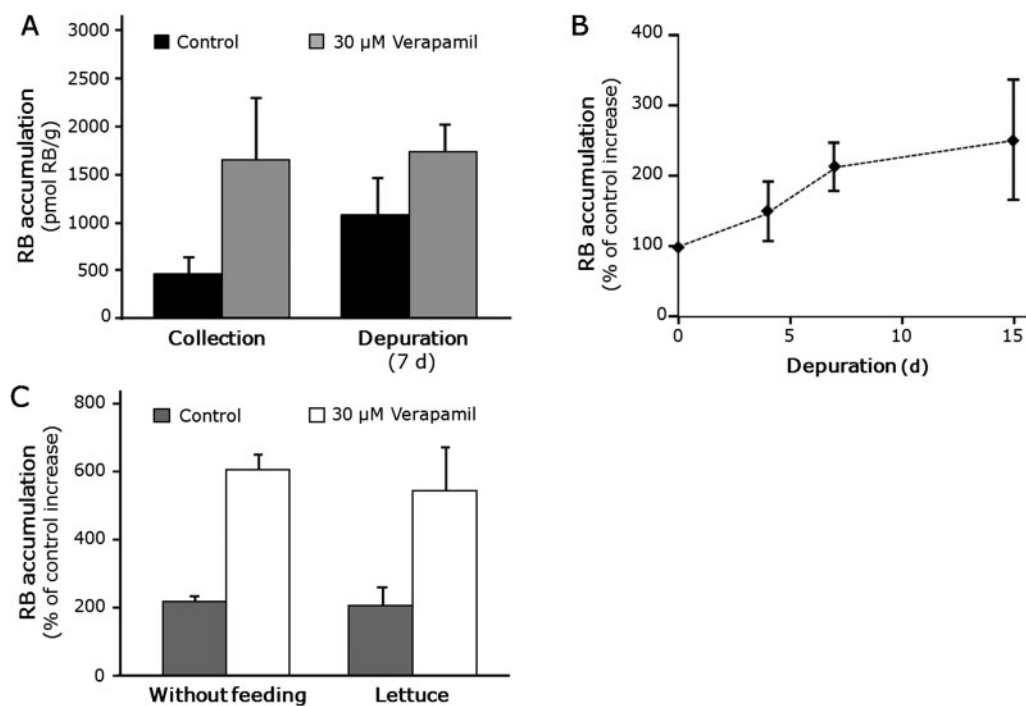 A
Control
30 µM Verapamil
RB accumulation
(pmol RB/g)
3000
2500
2000
1500
1000
500
0
Collection
Depuration
(7 d)
B
RB accumulation
(% of control increase)
400
300
200
100
0
0
5
10
15
Depuration (d)
C
Control
30 µM Verapamil
RB accumulation
(% of control increase)
800
600
400
200
0
Without feeding
Lettuce